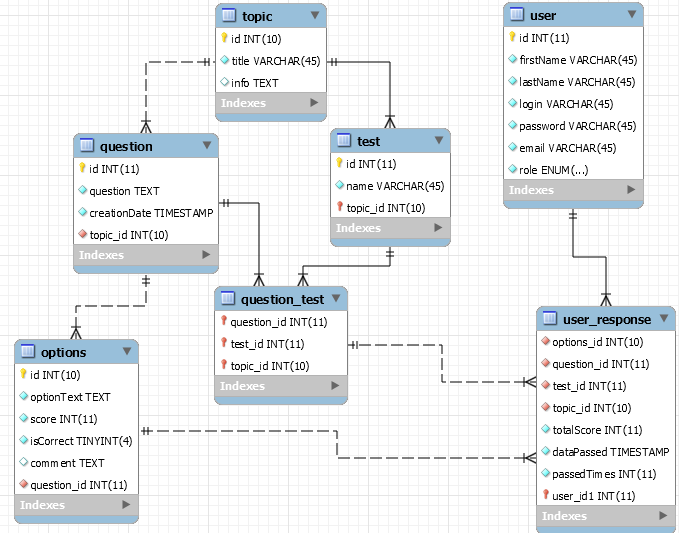 topic
id INT(10)
title VARCHAR(45)
info TEXT
Indexes
user
id INT(11)
firstName VARCHAR(45)
lastName VARCHAR(45)
login VARCHAR(45)
password VARCHAR(45)
email VARCHAR(45)
role ENUM(...)
Indexes
question
id INT(11)
question TEXT
creationDate TIMESTAMP
topic_id INT(10)
Indexes
test
id INT(11)
name VARCHAR(45)
topic_id INT(10)
Indexes
question_test
question_id INT(11)
test_id INT(11)
topic_id INT(10)
Indexes
options
id INT(10)
optionText TEXT
score INT(11)
isCorrect TINYINT(4)
comment TEXT
question_id INT(11)
Indexes
user_response
options_id INT(10)
question_id INT(11)
test_id INT(11)
topic_id INT(10)
totalScore INT(11)
dataPassed TIMESTAMP
passedTimes INT(11)
user_id1 INT(11)
Indexes